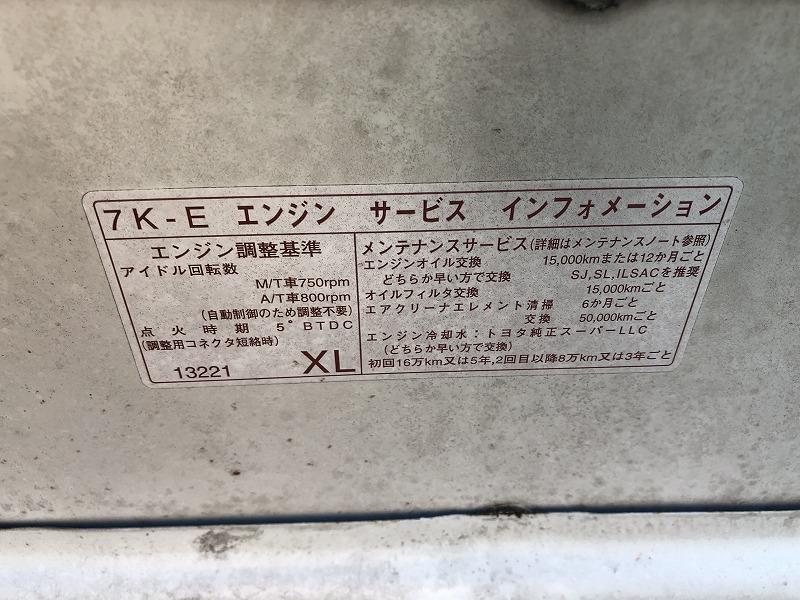 7K-E エンジン サービス インフォメーション
エンジン調整基準
アイドル回転数
M/T車750rpm
A/T車800rpm
(自動制御のため調整不要)
点火時期 5°BTDC
(調整用コネクタ短絡時)
13221 XL
メンテナンスサービス(詳細はメンテナンスノート参照)
エンジンオイル交換 15,000kmまたは12か月ごと
どちらか早い方で交換 SJ,SL,ILSACを推奨
オイルフィルタ交換 15,000kmごと
エアクリーナエレメント清掃 6か月ごと
交換 50,000kmごと
エンジン冷却水:トヨタ純正スーパーLLC
(どちらか早い方で交換)
初回16万km又は5年,2回目以降8万km又は3年ごと